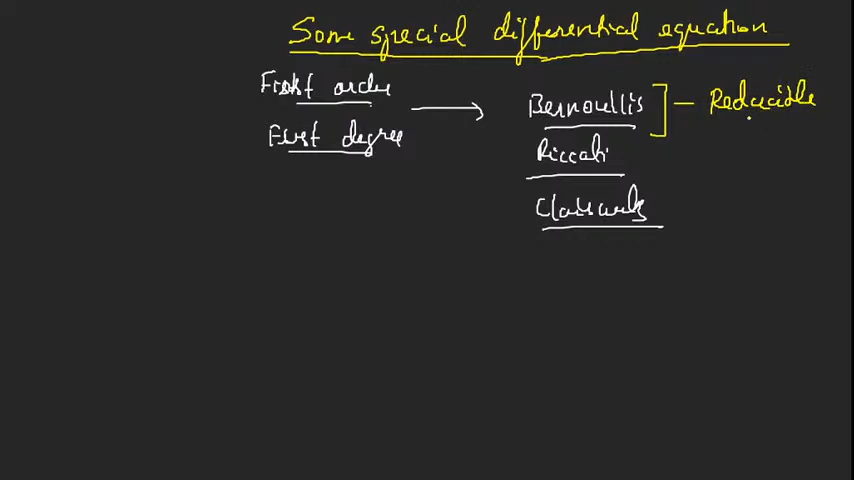 Some special differential equation
First order
First degree
Bernoullis
Reducible
Riccati